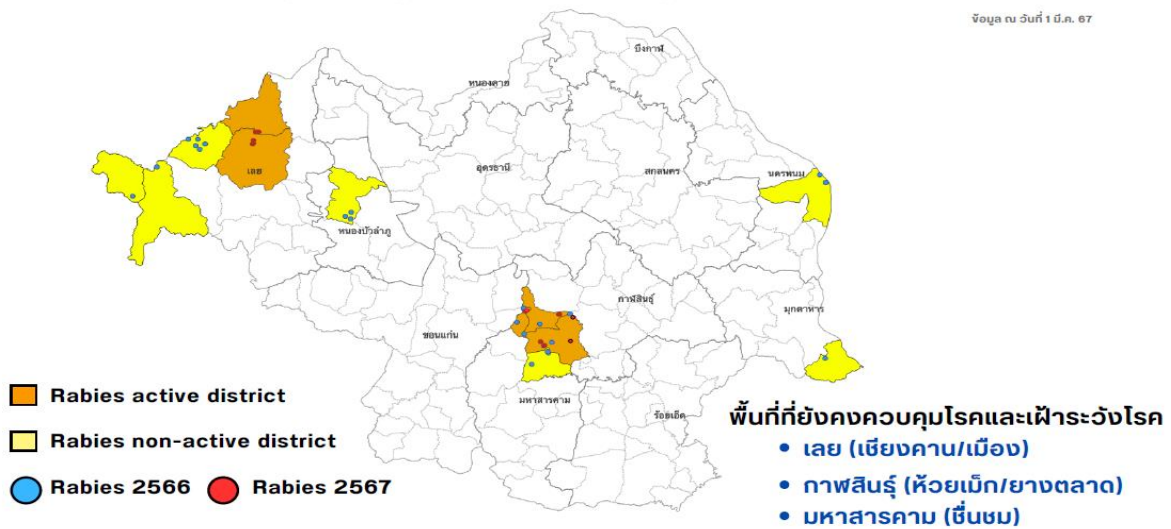 ข้อมูล ณ วันที่ 1 มี.ค. 67
บึงกาฬ
หนองคาย
เลย
อุดรธานี
สกลนคร
นครพนม
หนองบัวลำภู
กาฬสินธุ์
มุกดาหาร
ขอนแก่น
มหาสารคาม
ร้อยเอ็ด
Rabies active district
Rabies non-active district
Rabies 2566
Rabies 2567
พื้นที่ที่ยังคงควบคุมโรคและเฝ้าระวังโรค
• เลย (เชียงคาน/เมือง)
• กาฬสินธุ์ (ห้วยเม็ก/ยางตลาด)
• มหาสารคาม (ชื่นชม)